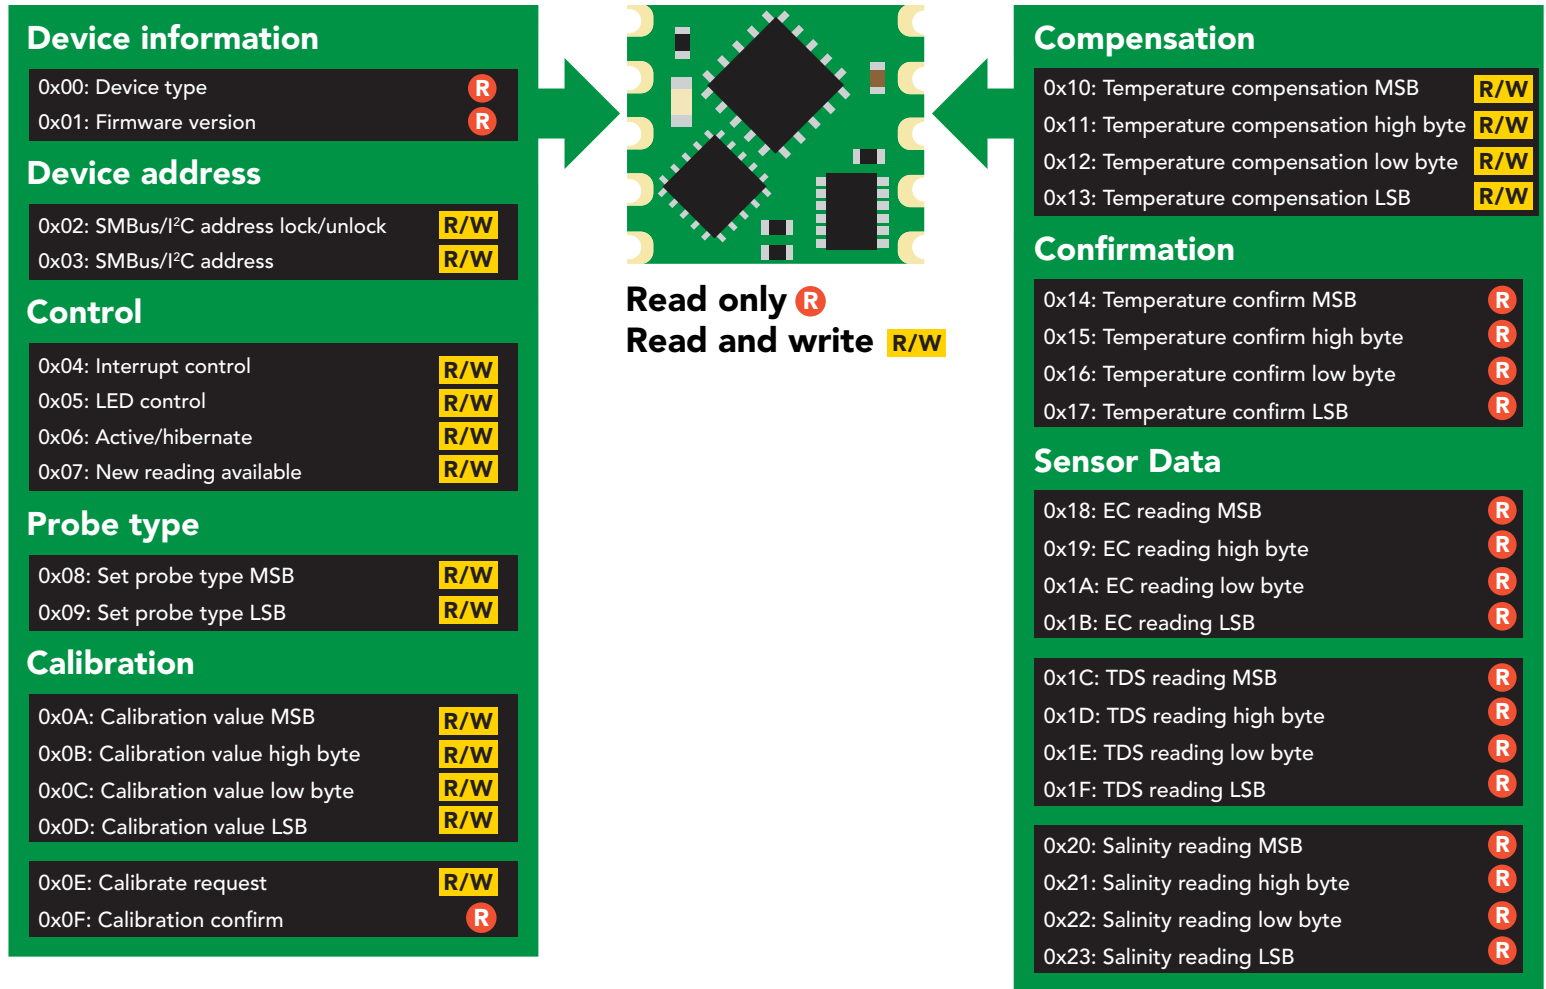 Device information
0x00: Device type R
0x01: Firmware version R
Device address
0x02: SMBus/I²C address lock/unlock R/W
0x03: SMBus/I²C address R/W
Control
0x04: Interrupt control R/W
0x05: LED control R/W
0x06: Active/hibernate R/W
0x07: New reading available R/W
Probe type
0x08: Set probe type MSB R/W
0x09: Set probe type LSB R/W
Calibration
0x0A: Calibration value MSB R/W
0x0B: Calibration value high byte R/W
0x0C: Calibration value low byte R/W
0x0D: Calibration value LSB R/W
0x0E: Calibrate request R/W
0x0F: Calibration confirm R
Read only R
Read and write R/W
Compensation
0x10: Temperature compensation MSB R/W
0x11: Temperature compensation high byte R/W
0x12: Temperature compensation low byte R/W
0x13: Temperature compensation LSB R/W
Confirmation
0x14: Temperature confirm MSB R
0x15: Temperature confirm high byte R
0x16: Temperature confirm low byte R
0x17: Temperature confirm LSB R
Sensor Data
0x18: EC reading MSB R
0x19: EC reading high byte R
0x1A: EC reading low byte R
0x1B: EC reading LSB R
0x1C: TDS reading MSB R
0x1D: TDS reading high byte R
0x1E: TDS reading low byte R
0x1F: TDS reading LSB R
0x20: Salinity reading MSB R
0x21: Salinity reading high byte R
0x22: Salinity reading low byte R
0x23: Salinity reading LSB R